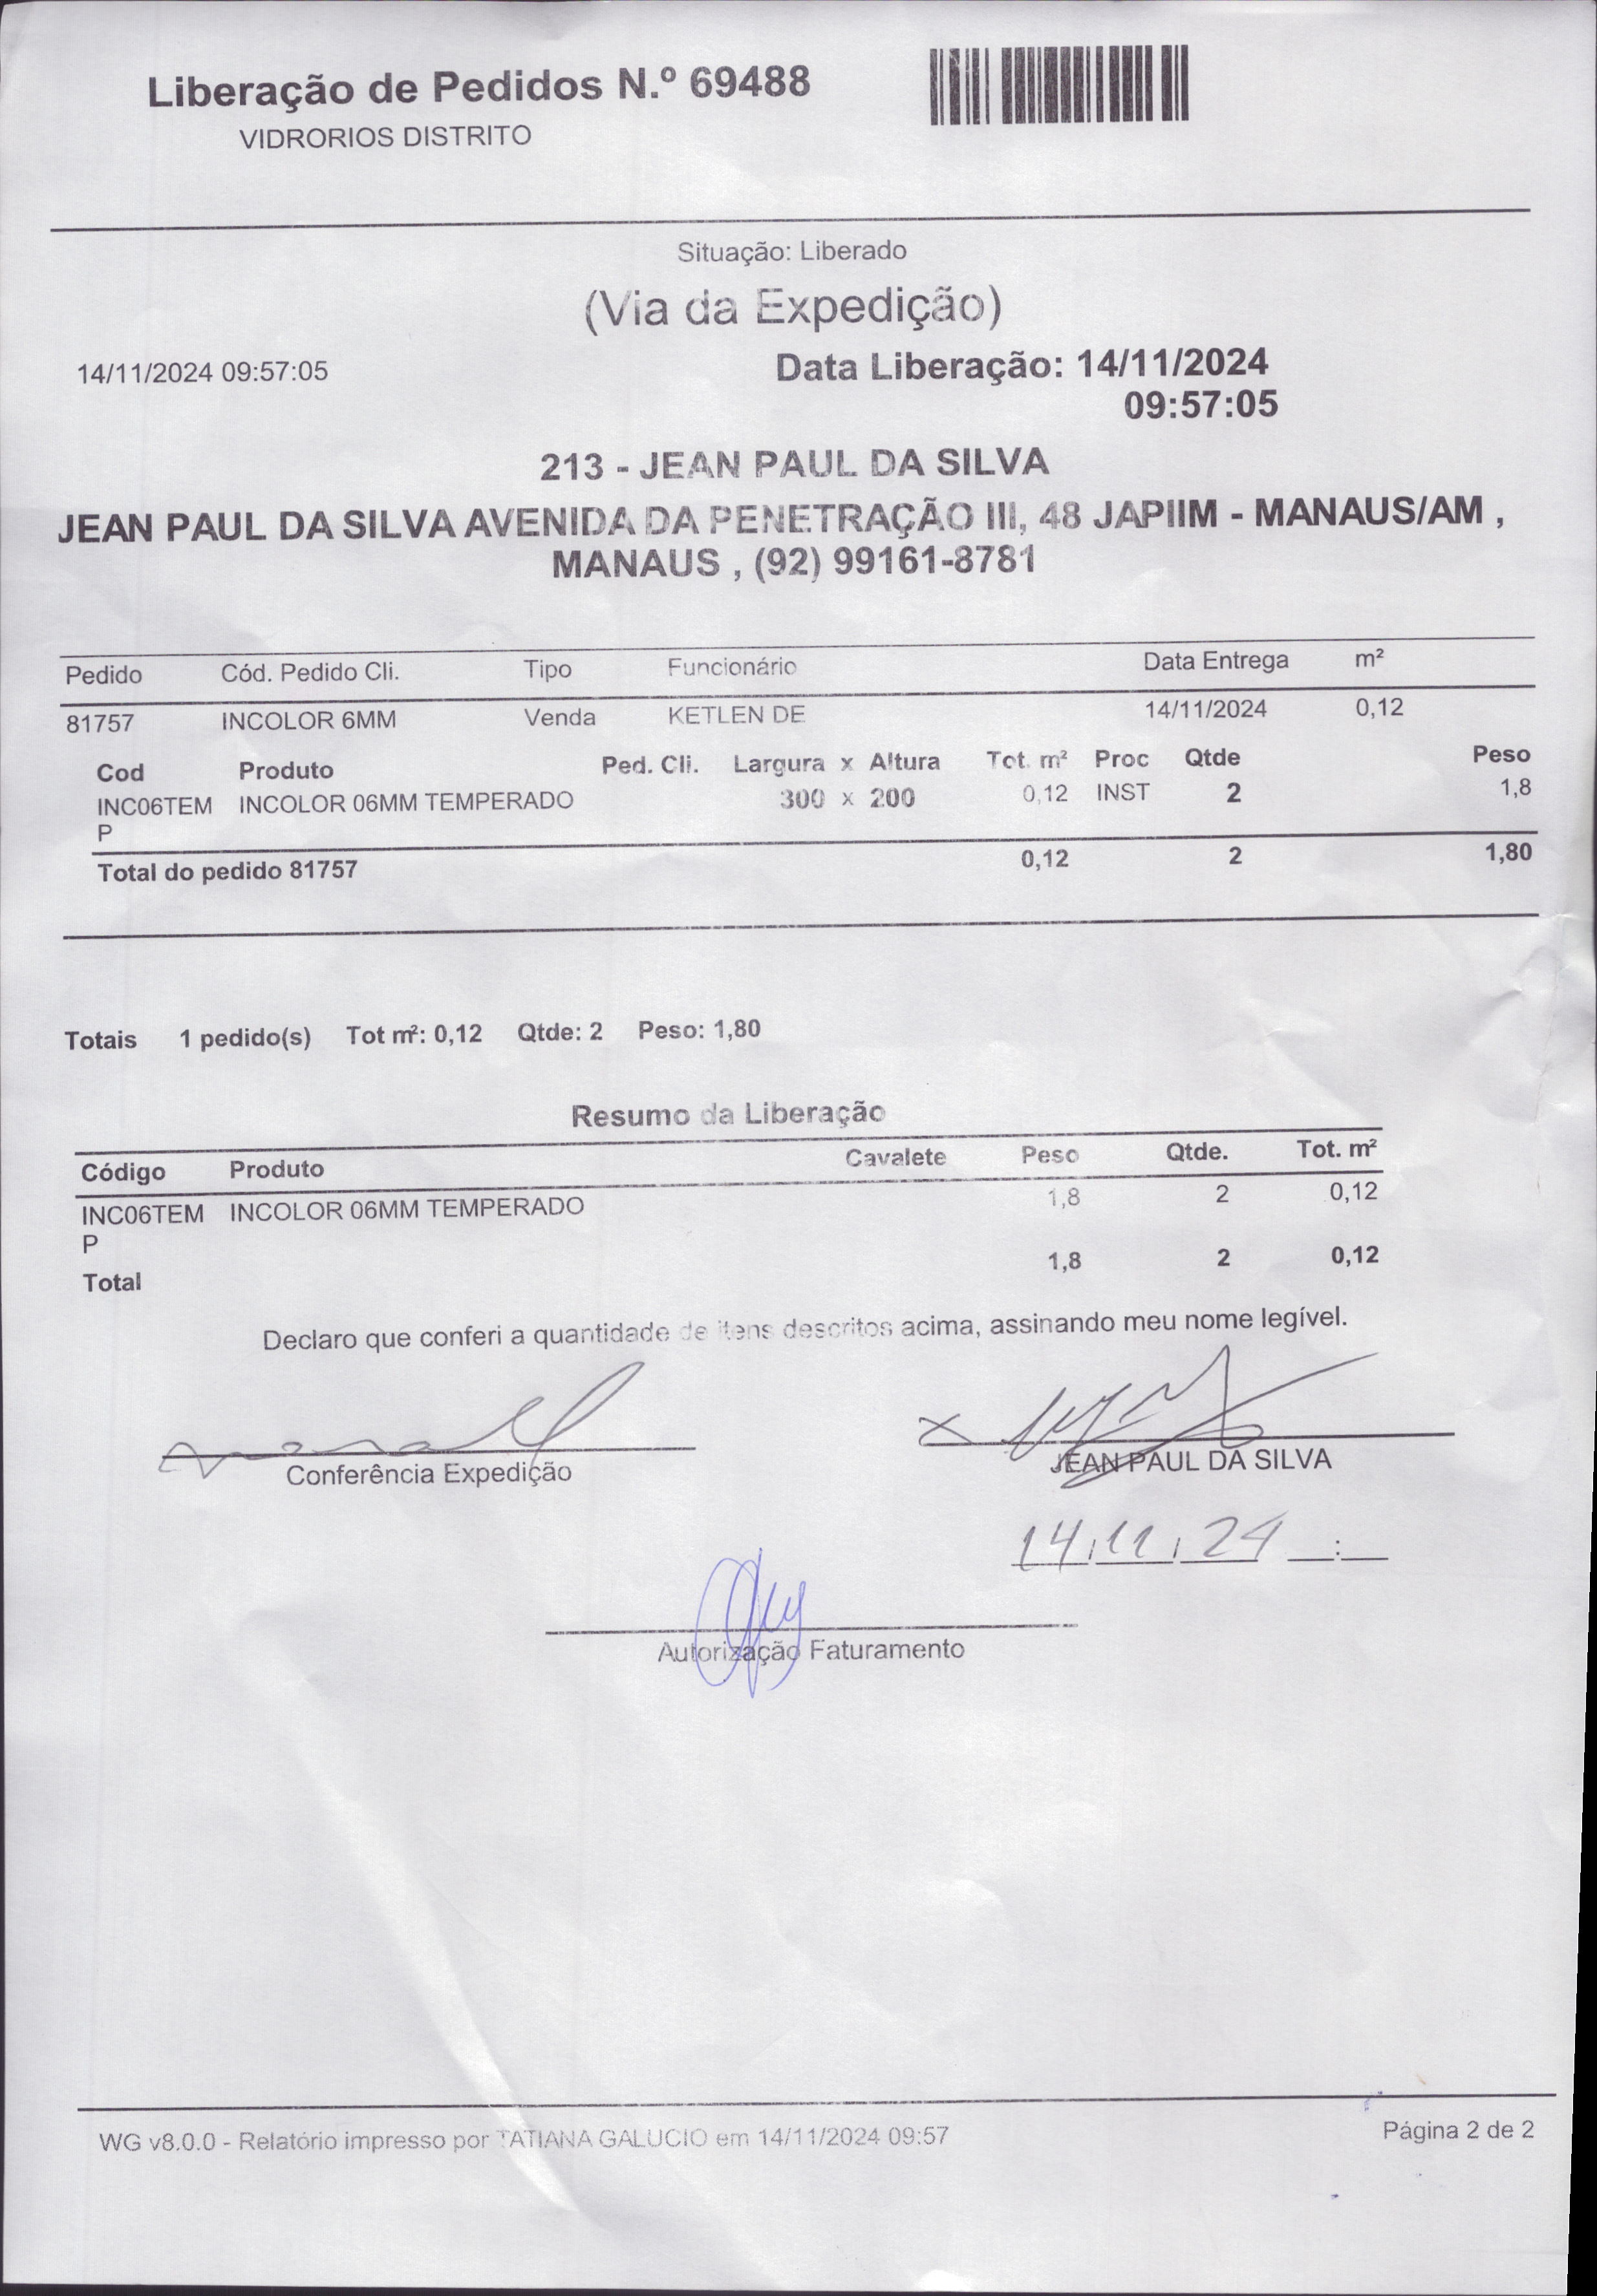 Liberação de Pedidos N.º 69488
VIDRORIOS DISTRITO
Situação: Liberado
(Via da Expedição)
14/11/2024 09:57:05 Data Liberação: 14/11/2024
09:57:05
213 - JEAN PAUL DA SILVA
JEAN PAUL DA SILVA AVENIDA DA PENETRAÇÃO III, 48 JAPIIM - MANAUS/AM ,
MANAUS , (92) 99161-8781
Pedido Cód. Pedido Cli. Tipo Funcionário Data Entrega m²
81757 INCOLOR 6MM Venda KETLEN DE 14/11/2024 0,12
Cod Produto Ped. Cli. Largura x Altura Tot. m² Proc Qtde Peso
INC06TEM INCOLOR 06MM TEMPERADO 300 x 200 0,12 INST 2 1,8
P
Total do pedido 81757 0,12 2 1,80
Totais 1 pedido(s) Tot m²: 0,12 Qtde: 2 Peso: 1,80
Resumo da Liberação
Código Produto Cavalete Peso Qtde. Tot. m²
INC06TEM INCOLOR 06MM TEMPERADO 1,8 2 0,12
P
Total 1,8 2 0,12
Declaro que conferi a quantidade de itens descritos acima, assinando meu nome legível.
Conferência Expedição JEAN PAUL DA SILVA
14/11/24 __:__
Autorização Faturamento
WG v8.0.0 - Relatório impresso por TATIANA GALUCIO em 14/11/2024 09:57 Página 2 de 2